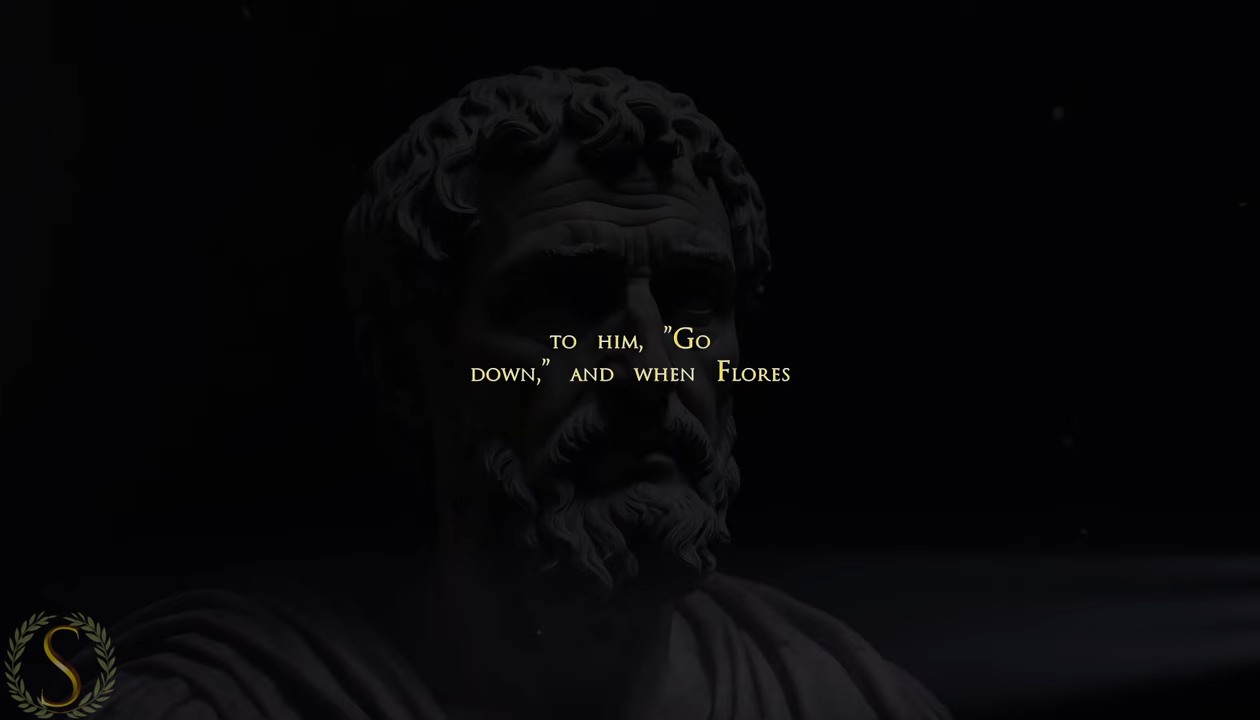 to him, ”Go
down,” and when Flores
S